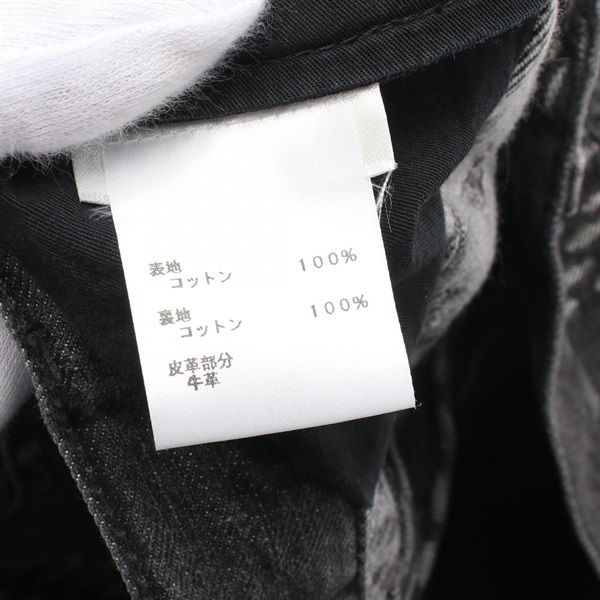 表地
コットン 100%
裏地
コットン 100%
皮革部分
牛革